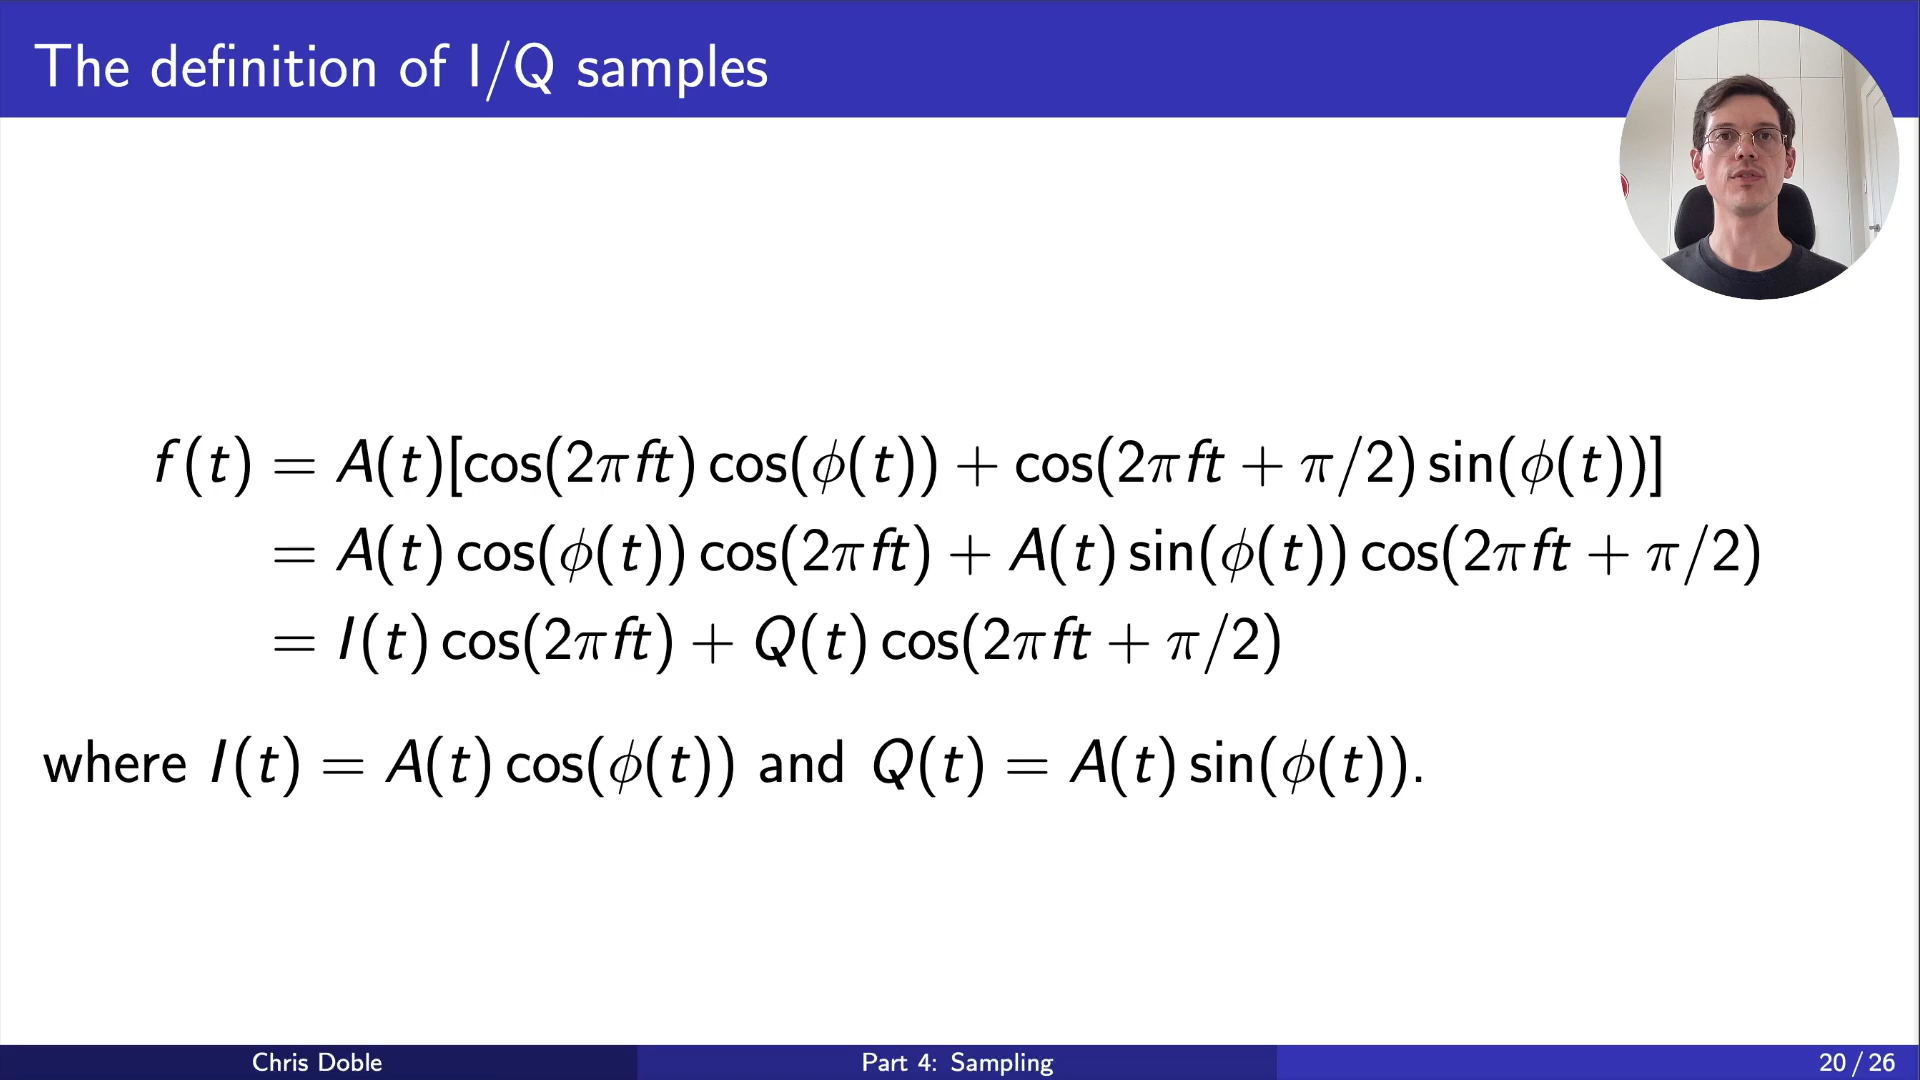 The definition of I/Q samples
f(t) = A(t)[cos(2πft) cos(ϕ(t)) + cos(2πft + π/2) sin(ϕ(t))]
= A(t) cos(ϕ(t)) cos(2πft) + A(t) sin(ϕ(t)) cos(2πft + π/2)
= I(t) cos(2πft) + Q(t) cos(2πft + π/2)
where I(t) = A(t) cos(ϕ(t)) and Q(t) = A(t) sin(ϕ(t)).
Chris Doble
Part 4: Sampling
20 / 26